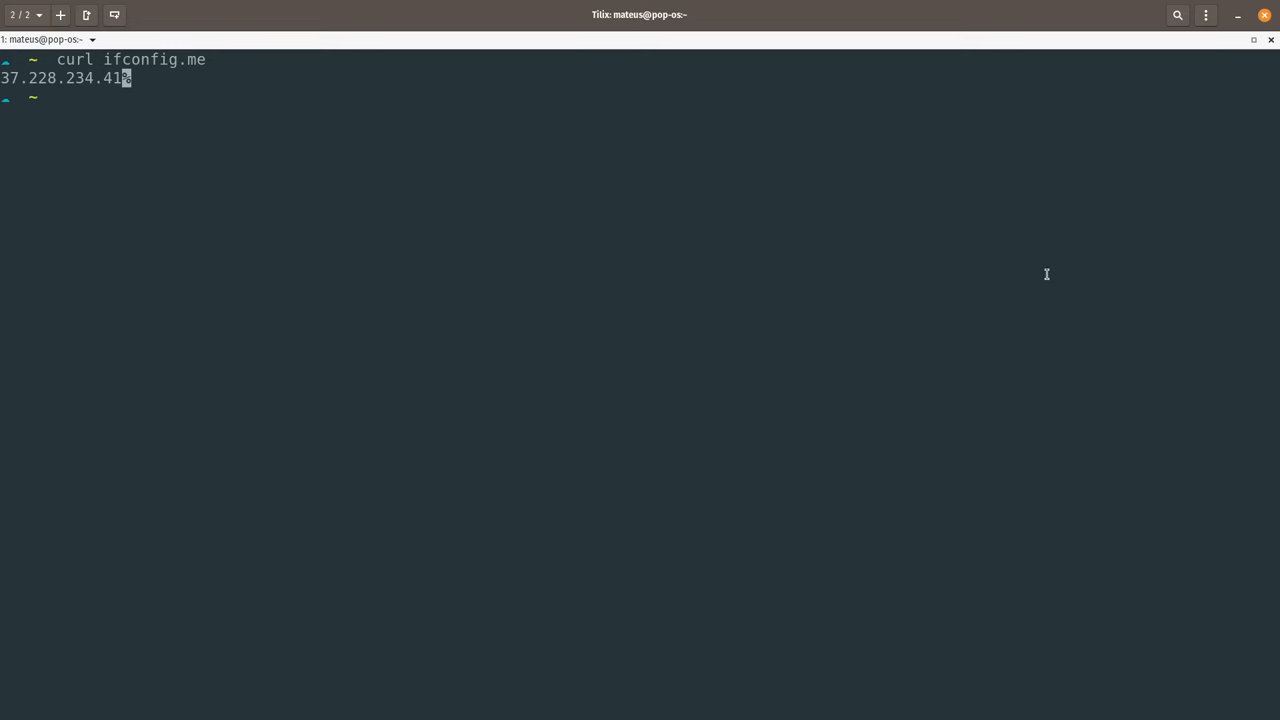 2 / 2
Tilix: mateus@pop-os:~
1: mateus@pop-os:~
~ curl ifconfig.me
37.228.234.41%
~